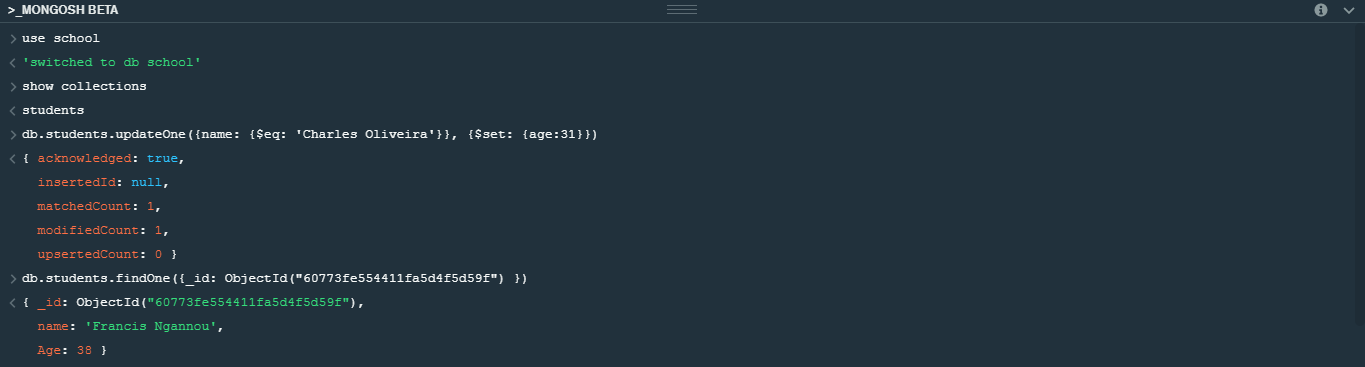 >_MONGOSH BETA
> use school
< 'switched to db school'
> show collections
< students
> db.students.updateOne({name: {$eq: 'Charles Oliveira'}}, {$set: {age:31}})
< { acknowledged: true,
insertedId: null,
matchedCount: 1,
modifiedCount: 1,
upsertedCount: 0 }
> db.students.findOne({_id: ObjectId("60773fe554411fa5d4f5d59f") })
< { _id: ObjectId("60773fe554411fa5d4f5d59f"),
name: 'Francis Ngannou',
Age: 38 }